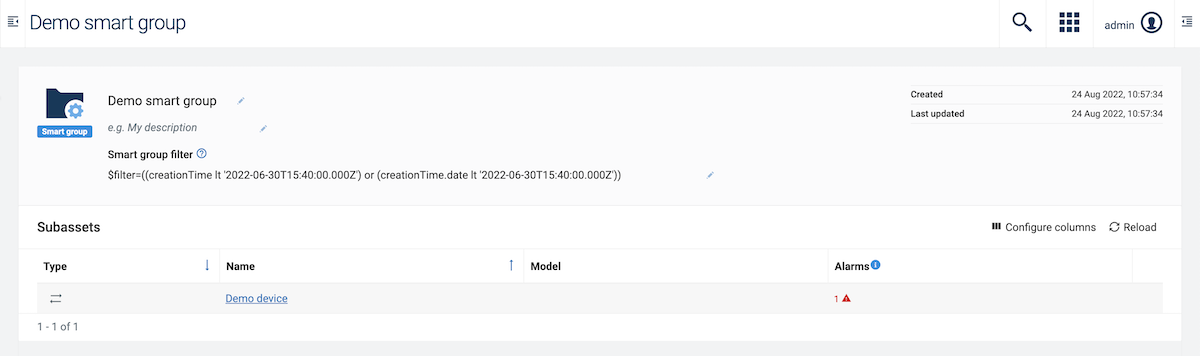 Demo smart group
admin
Smart group
Demo smart group
e.g. My description
Smart group filter
$filter=((creationTime lt '2022-06-30T15:40:00.000Z') or (creationTime.date lt '2022-06-30T15:40:00.000Z'))
Created 24 Aug 2022, 10:57:34
Last updated 24 Aug 2022, 10:57:34
Subassets Configure columns Reload
Type Name Model Alarms
Demo device 1
1 - 1 of 1